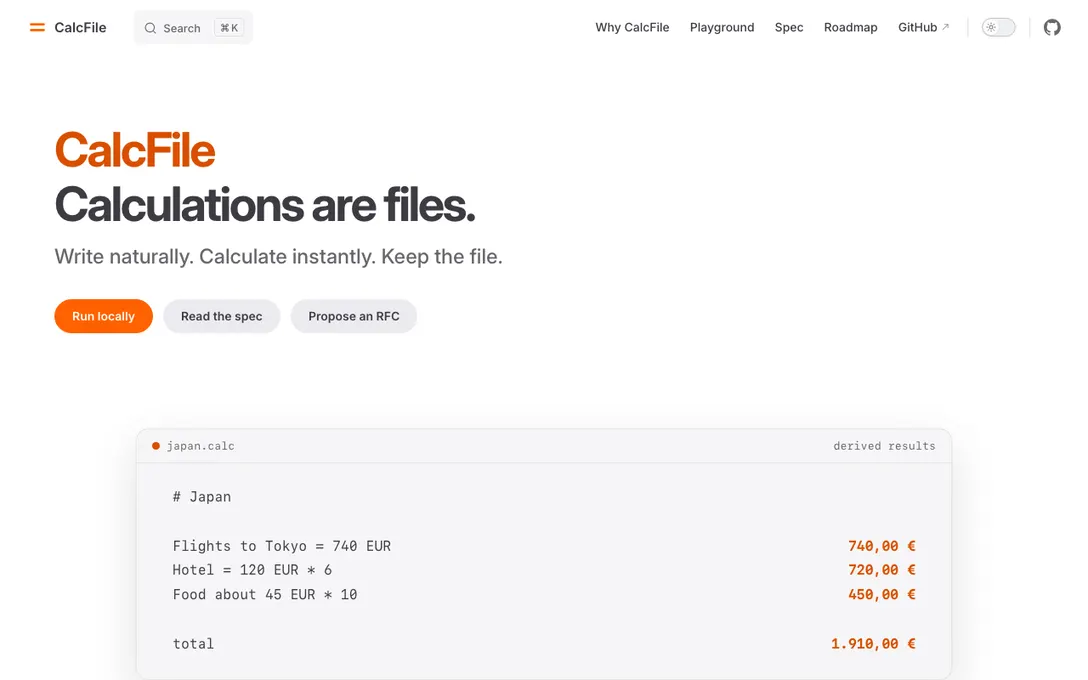 CalcFile
Search ⌘ K
Why CalcFile Playground Spec Roadmap GitHub ↗
CalcFile
Calculations are files.
Write naturally. Calculate instantly. Keep the file.
Run locally Read the spec Propose an RFC
japan.calc derived results
# Japan
Flights to Tokyo = 740 EUR 740,00 €
Hotel = 120 EUR * 6 720,00 €
Food about 45 EUR * 10 450,00 €
total 1.910,00 €